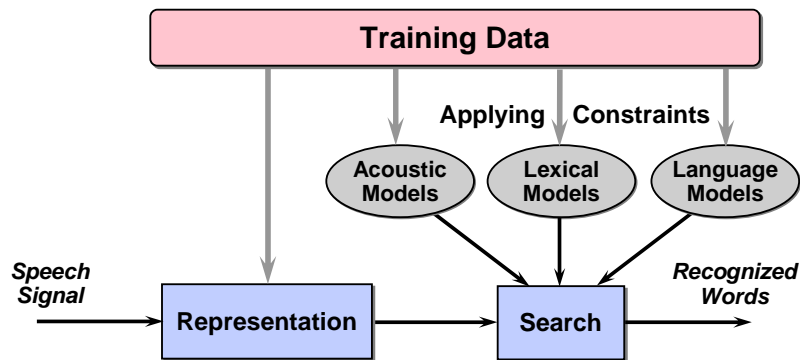 Training Data
Applying Constraints
Acoustic
Models
Lexical
Models
Language
Models
Speech
Signal
Representation
Search
Recognized
Words